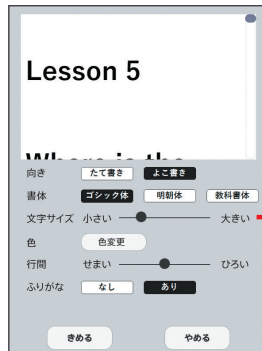 Lesson 5
Where is the
向き たて書き よこ書き
書体 ゴシック体 明朝体 教科書体
文字サイズ 小さい 大きい
色 色変更
行間 せまい ひろい
ふりがな なし あり
きめる やめる